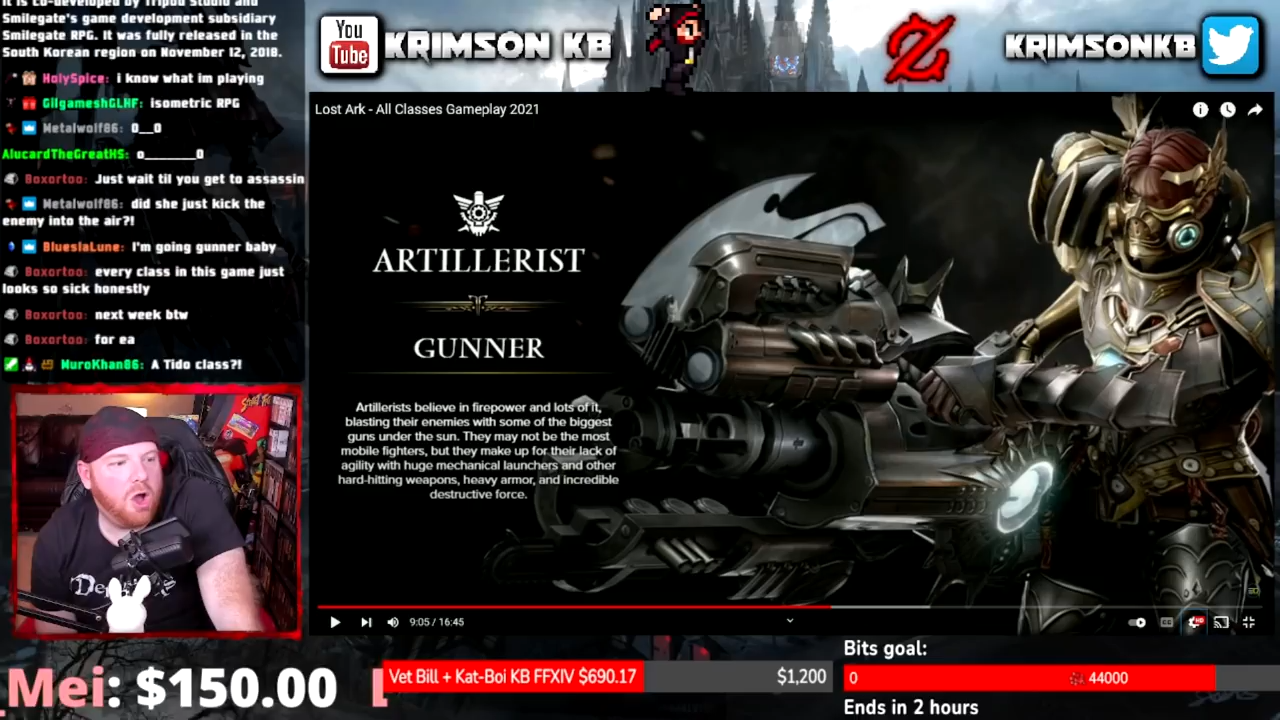 it is co-developed by Tripod Studio and
Smilegate's game development subsidiary
Smilegate RPG. It was fully released in the
South Korean region on November 12, 2018.
HolySpice: i know what im playing
GilgameshGLHF: isometric RPG
Metalwolf86: O__O
AlucardTheGreatHS: o_______O
Boxortoo: Just wait til you get to assassin
Metalwolf86: did she just kick the
enemy into the air?!
BlueslaLune: I'm going gunner baby
Boxortoo: every class in this game just
looks so sick honestly
Boxortoo: next week btw
Boxortoo: for ea
MuroKhan86: A Tido class?!
You
Tube
KRIMSON KB
KRIMSONKB
Lost Ark - All Classes Gameplay 2021
ARTILLERIST
GUNNER
Artillerists believe in firepower and lots of it,
blasting their enemies with some of the biggest
guns under the sun. They may not be the most
mobile fighters, but they make up for their lack of
agility with huge mechanical launchers and other
hard-hitting weapons, heavy armor, and incredible
destructive force.
9:05 / 16:45
CC
HD
Mei: $150.00 [
Vet Bill + Kat-Boi KB FFXIV $690.17
$1,200
Bits goal:
0
44000
Ends in 2 hours